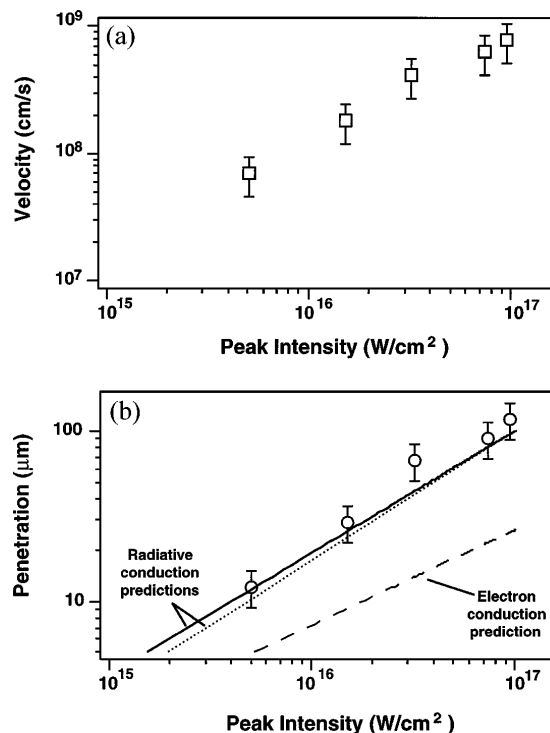 (a)
10⁹
10⁸
10⁷
Velocity (cm/s)
10¹⁵ 10¹⁶ 10¹⁷
Peak Intensity (W/cm²)
(b)
100
10
Penetration (μm)
Radiative
conduction
predictions
Electron
conduction
prediction
10¹⁵ 10¹⁶ 10¹⁷
Peak Intensity (W/cm²)